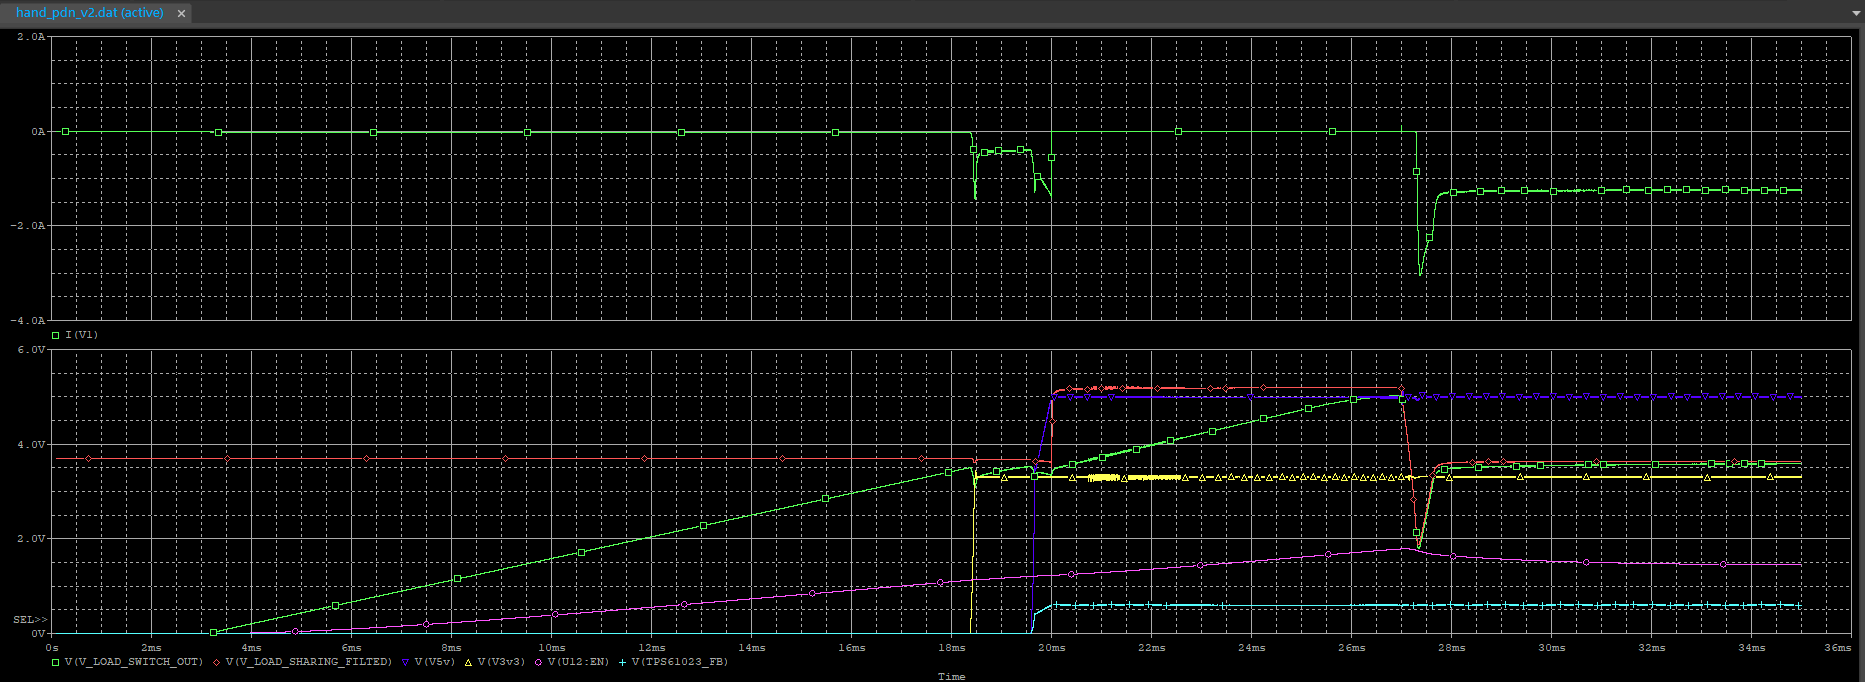 hand_pdn_v2.dat (active) ×
2.0A
0A
-2.0A
-4.0A
I(V1)
6.0V
4.0V
2.0V
SEL>>
0V
0s 2ms 4ms 6ms 8ms 10ms 12ms 14ms 16ms 18ms 20ms 22ms 24ms 26ms 28ms 30ms 32ms 34ms 36ms
V(V_LOAD_SWITCH_OUT) V(V_LOAD_SHARING_FILTED) V(V5v) V(V3v3) V(U12:EN) V(TPS61023_FB)
Time